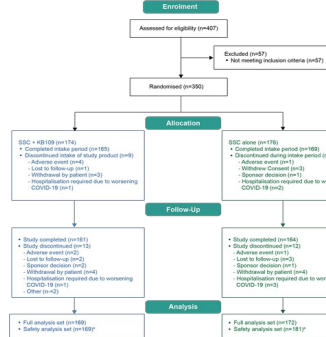 Enrolment
Assessed for eligibility (n=407)
Excluded (n=57)
• Not meeting inclusion criteria (n=57)
Randomised (n=350)
Allocation
SSC + KB109 (n=174)
• Completed intake period (n=165)
• Discontinued intake of study product (n=9)
- Adverse event (n=4)
- Lost to follow-up (n=1)
- Withdrawal by patient (n=3)
- Hospitalisation required due to worsening
COVID-19 (n=1)
SSC alone (n=176)
• Completed intake period (n=169)
• Discontinued during intake period (n
- Adverse event (n=1)
- Withdrew Consent (n=3)
- Sponsor decision (n=1)
- Hospitalisation required due to wors
COVID-19 (n=2)
Follow-Up
• Study completed (n=161)
• Study discontinued (n=13)
- Adverse event (n=2)
- Lost to follow-up (n=2)
- Sponsor decision (n=2)
- Withdrawal by patient (n=4)
- Hospitalisation required due to worsening
COVID-19 (n=1)
- Other (n=2)
• Study completed (n=164)
• Study discontinued (n=12)
- Adverse event (n=1)
- Lost to follow-up (n=3)
- Sponsor decision (n=1)
- Withdrawal by patient (n=4)
- Hospitalisation required due to wors
COVID-19 (n=3)
Analysis
• Full analysis set (n=169)
• Safety analysis set (n=169)*
• Full analysis set (n=172)
• Safety analysis set (n=181)*